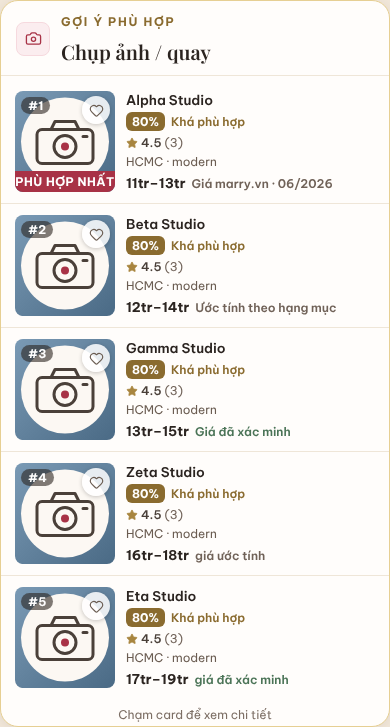 GỢI Ý PHÙ HỢP
Chụp ảnh / quay
#1
PHÙ HỢP NHẤT
Alpha Studio
80% Khá phù hợp
4.5 (3)
HCMC · modern
11tr–13tr Giá marry.vn · 06/2026
#2
Beta Studio
80% Khá phù hợp
4.5 (3)
HCMC · modern
12tr–14tr Ước tính theo hạng mục
#3
Gamma Studio
80% Khá phù hợp
4.5 (3)
HCMC · modern
13tr–15tr Giá đã xác minh
#4
Zeta Studio
80% Khá phù hợp
4.5 (3)
HCMC · modern
16tr–18tr giá ước tính
#5
Eta Studio
80% Khá phù hợp
4.5 (3)
HCMC · modern
17tr–19tr giá đã xác minh
Chạm card để xem chi tiết